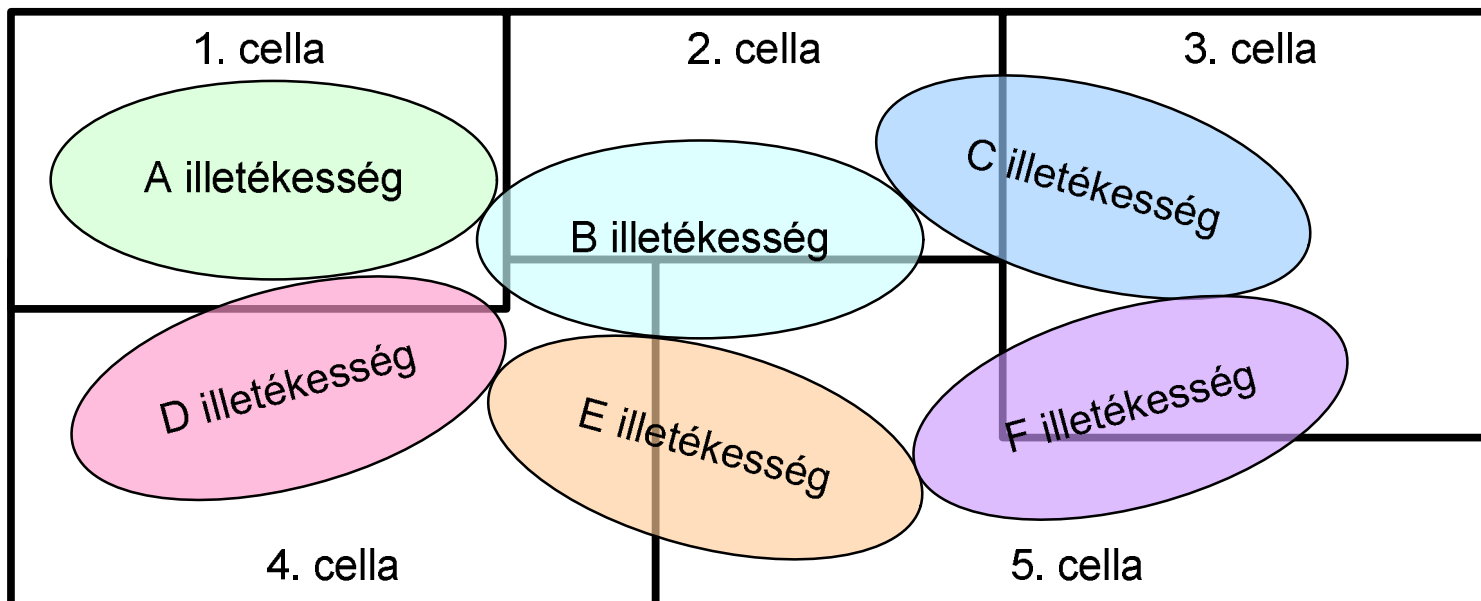 1. cella
2. cella
3. cella
A illetékesség
B illetékesség
C illetékesség
D illetékesség
E illetékesség
F illetékesség
4. cella
5. cella